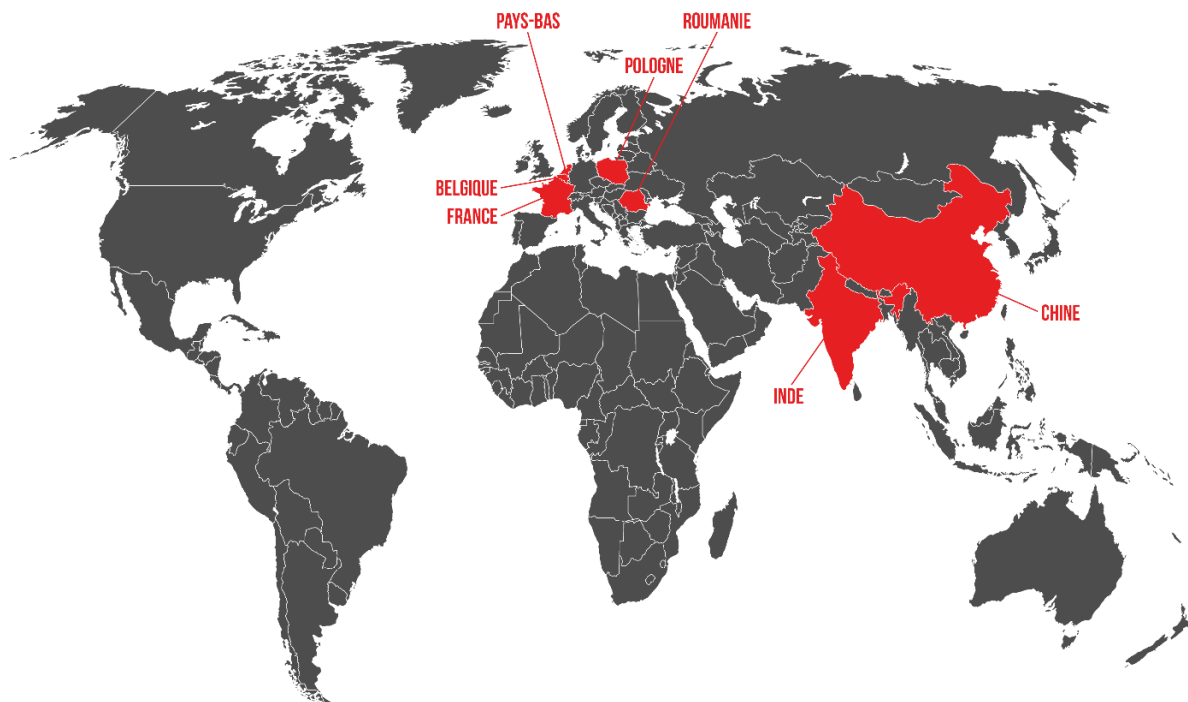 PAYS-BAS
ROUMANIE
POLOGNE
BELGIQUE
FRANCE
CHINE
INDE